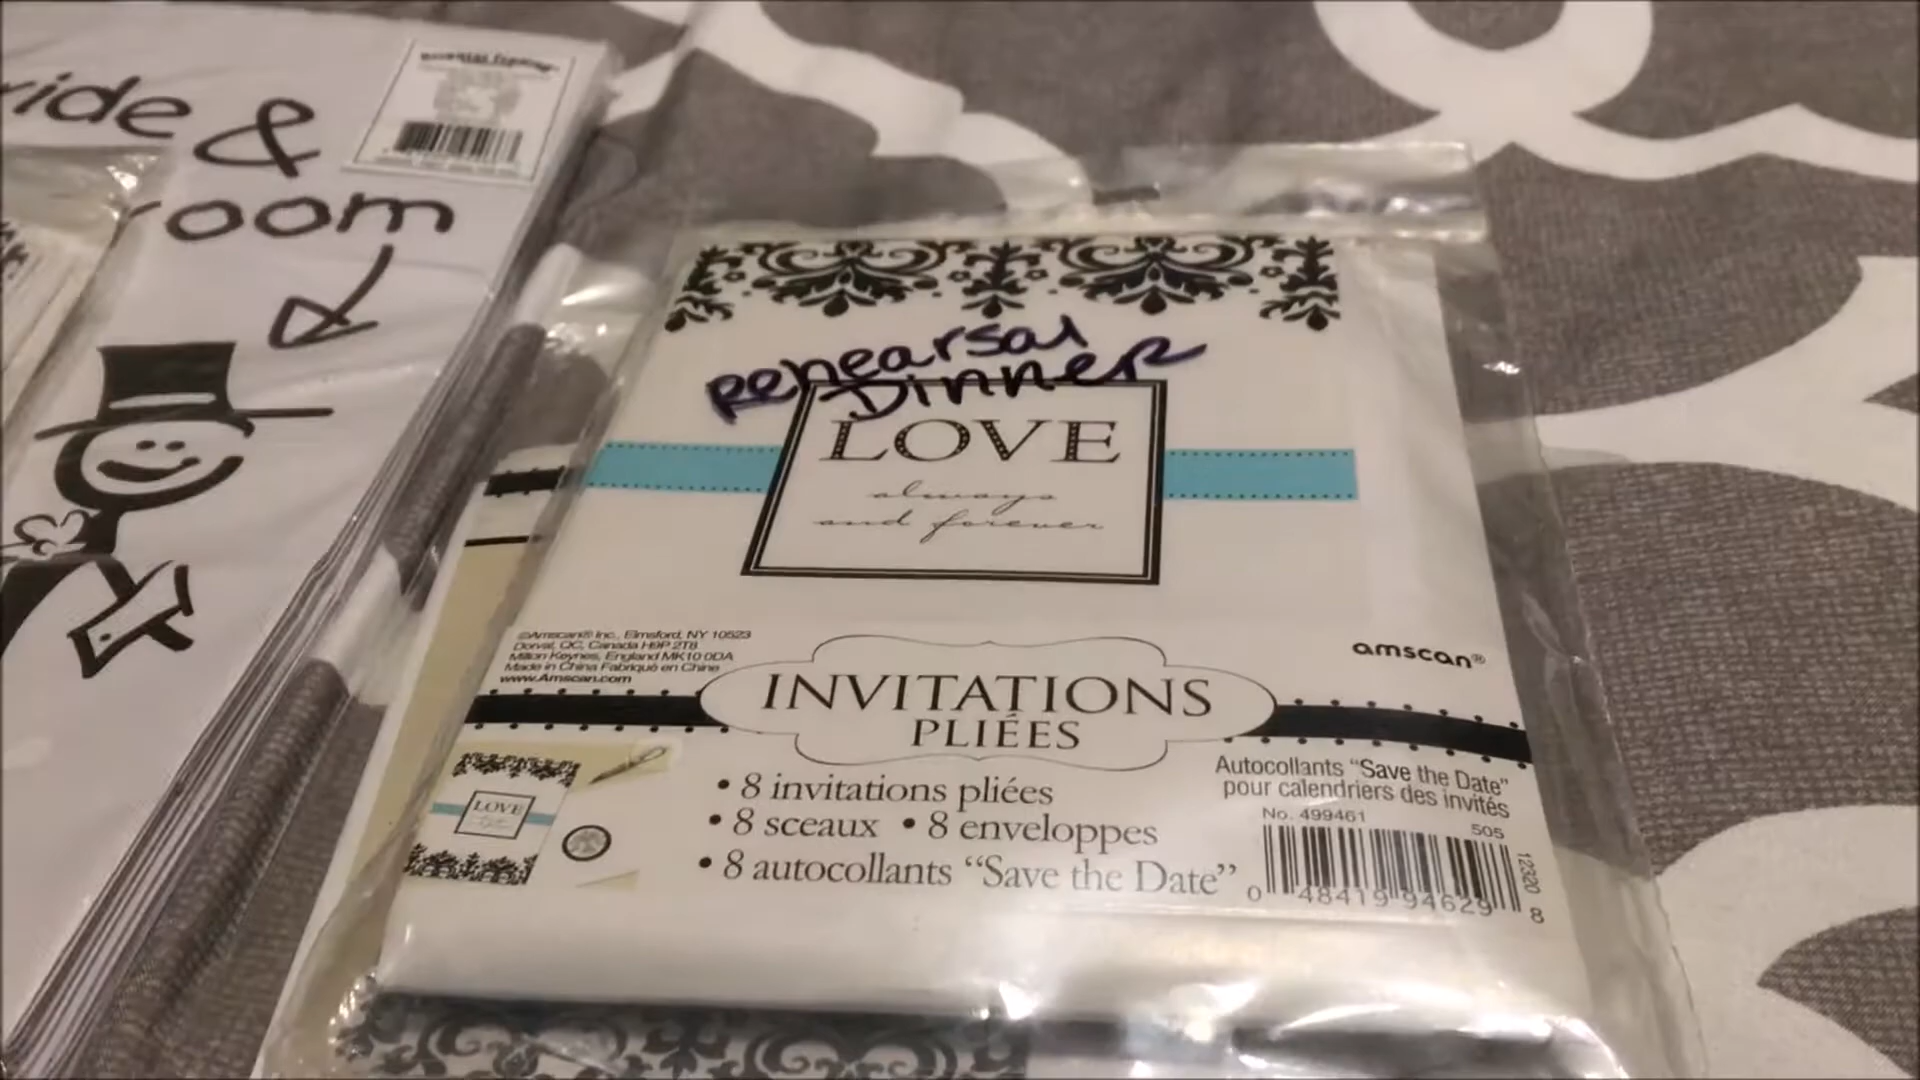 ride &
room
rehearsal
Dinner
LOVE
always
and forever
©Amscan® Inc., Elmsford, NY 10523
Dorval, QC, Canada H9P 2T8
Milton Keynes, England MK10 0DA
Made in China Fabriqué en Chine
www.Amscan.com
amscan®
INVITATIONS
PLIÉES
LOVE
• 8 invitations pliées
• 8 sceaux • 8 enveloppes
• 8 autocollants “Save the Date”
Autocollants “Save the Date”
pour calendriers des invités
No. 499461
505
12320
0 48419 94629 8